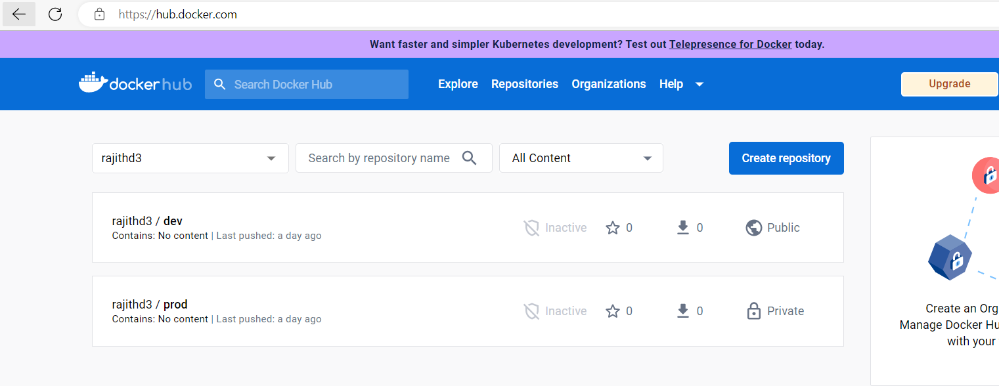 https://hub.docker.com
Want faster and simpler Kubernetes development? Test out Telepresence for Docker today.
docker hub
Search Docker Hub
Explore Repositories Organizations Help
Upgrade
rajithd3
Search by repository name
All Content
Create repository
rajithd3 / dev
Contains: No content | Last pushed: a day ago
Inactive
0
0
Public
rajithd3 / prod
Contains: No content | Last pushed: a day ago
Inactive
0
0
Private
Create an Org
Manage Docker Hu
with your